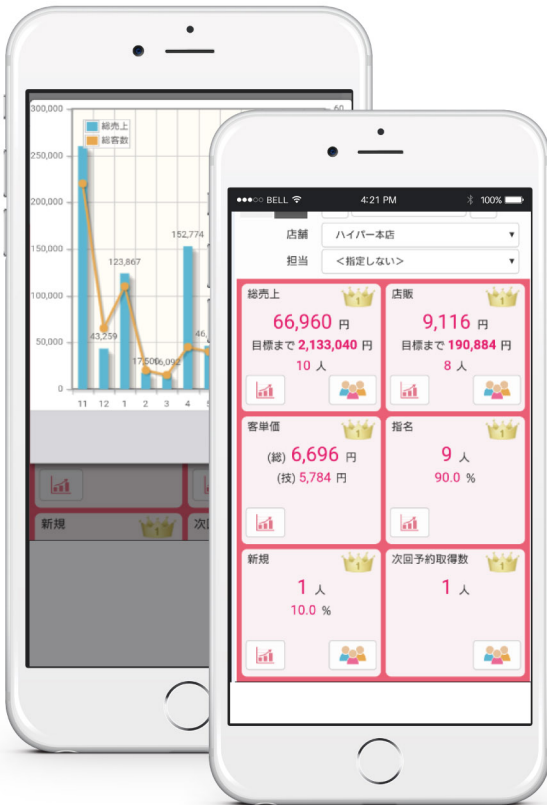 300,000
60
総売上
総客数
250,000
200,000
152,774
150,000
123,867
100,000
43,259
50,000
17,500
0
11 12 1 2 3 4
新規
BELL 4:21 PM 100%
店舗 ハイパー本店
担当 <指定しない>
総売上
1
66,960 円
目標まで 2,133,040 円
10 人
店販
1
9,116 円
目標まで 190,884 円
8 人
客単価
1
(総) 6,696 円
(技) 5,784 円
指名
1
9 人
90.0 %
新規
1
1 人
10.0 %
次回予約取得数
1
1 人